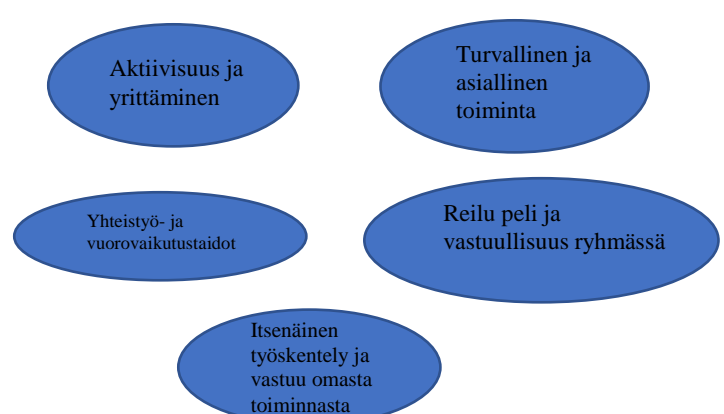 Aktiivisuus ja
yrittäminen
Turvallinen ja
asiallinen
toiminta
Yhteistyö- ja
vuorovaikutustaidot
Reilu peli ja
vastuullisuus ryhmässä
Itsenäinen
työskentely ja
vastuu omasta
toiminnasta